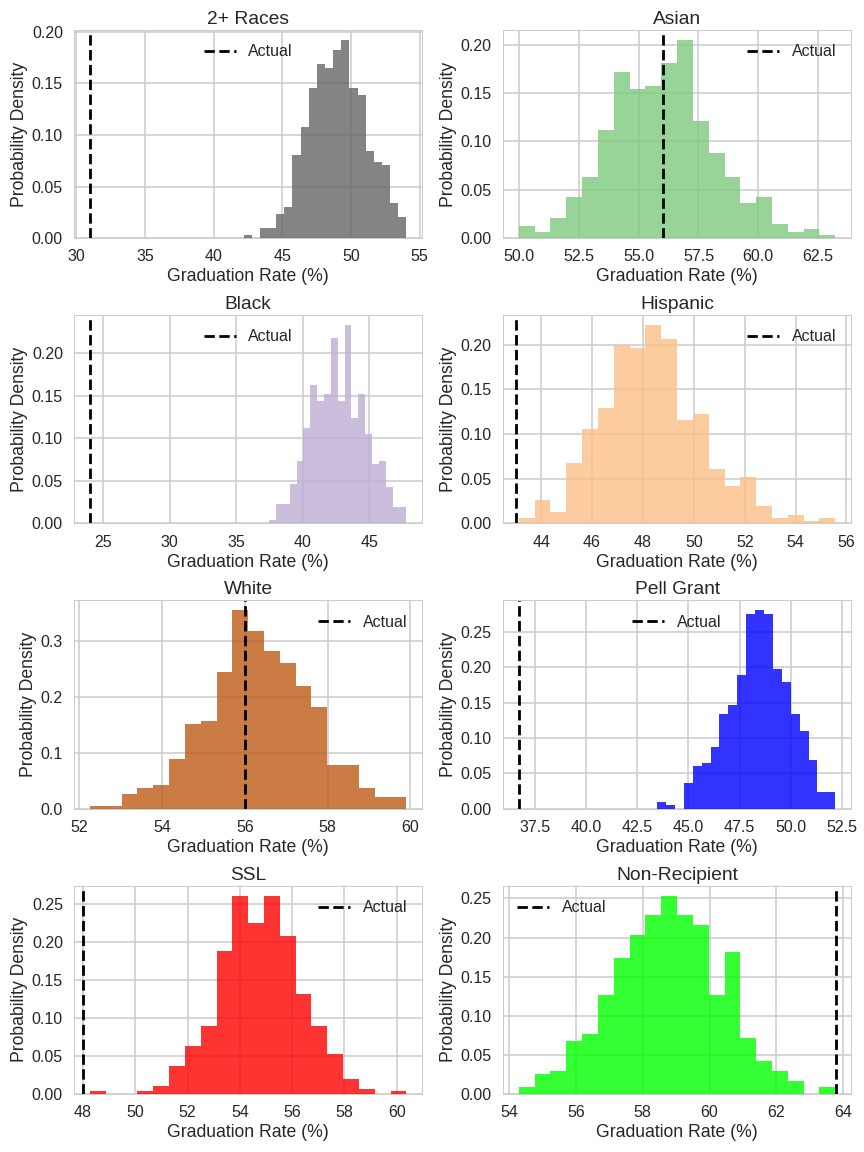 2+ Races
Asian
0.20
0.15
0.10
0.05
0.00
Probability Density
Actual
30 35 40 45 50 55
Graduation Rate (%)
0.20
0.15
0.10
0.05
0.00
Probability Density
Actual
50.0 52.5 55.0 57.5 60.0 62.5
Graduation Rate (%)
Black
Hispanic
0.20
0.15
0.10
0.05
0.00
Probability Density
Actual
25 30 35 40 45
Graduation Rate (%)
0.20
0.15
0.10
0.05
0.00
Probability Density
Actual
44 46 48 50 52 54 56
Graduation Rate (%)
White
Pell Grant
0.3
0.2
0.1
0.0
Probability Density
Actual
52 54 56 58 60
Graduation Rate (%)
0.25
0.20
0.15
0.10
0.05
0.00
Probability Density
Actual
37.5 40.0 42.5 45.0 47.5 50.0 52.5
Graduation Rate (%)
SSL
Non-Recipient
0.25
0.20
0.15
0.10
0.05
0.00
Probability Density
Actual
48 50 52 54 56 58 60
Graduation Rate (%)
0.25
0.20
0.15
0.10
0.05
0.00
Probability Density
Actual
54 56 58 60 62 64
Graduation Rate (%)